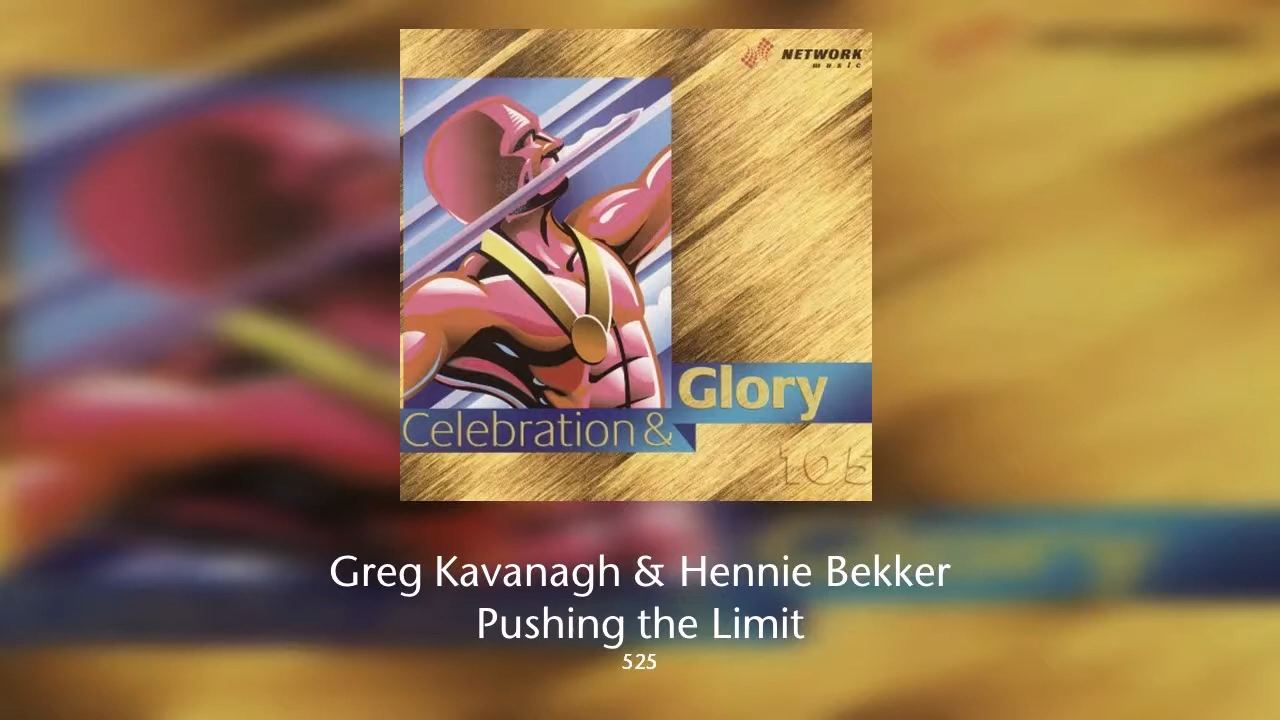 NETWORK
music
Glory
Celebration &
105
Greg Kavanagh & Hennie Bekker
Pushing the Limit
525